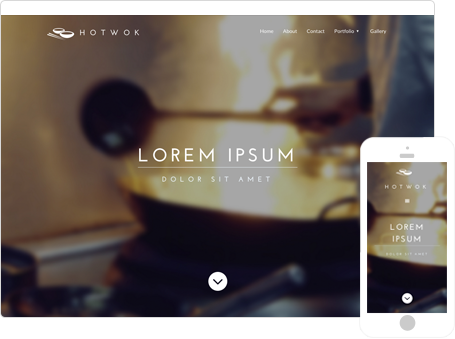 HOTWOK
Home About Contact Portfolio Gallery
LOREM IPSUM
DOLOR SIT AMET
HOTWOK
LOREM
IPSUM
DOLOR SIT AMET